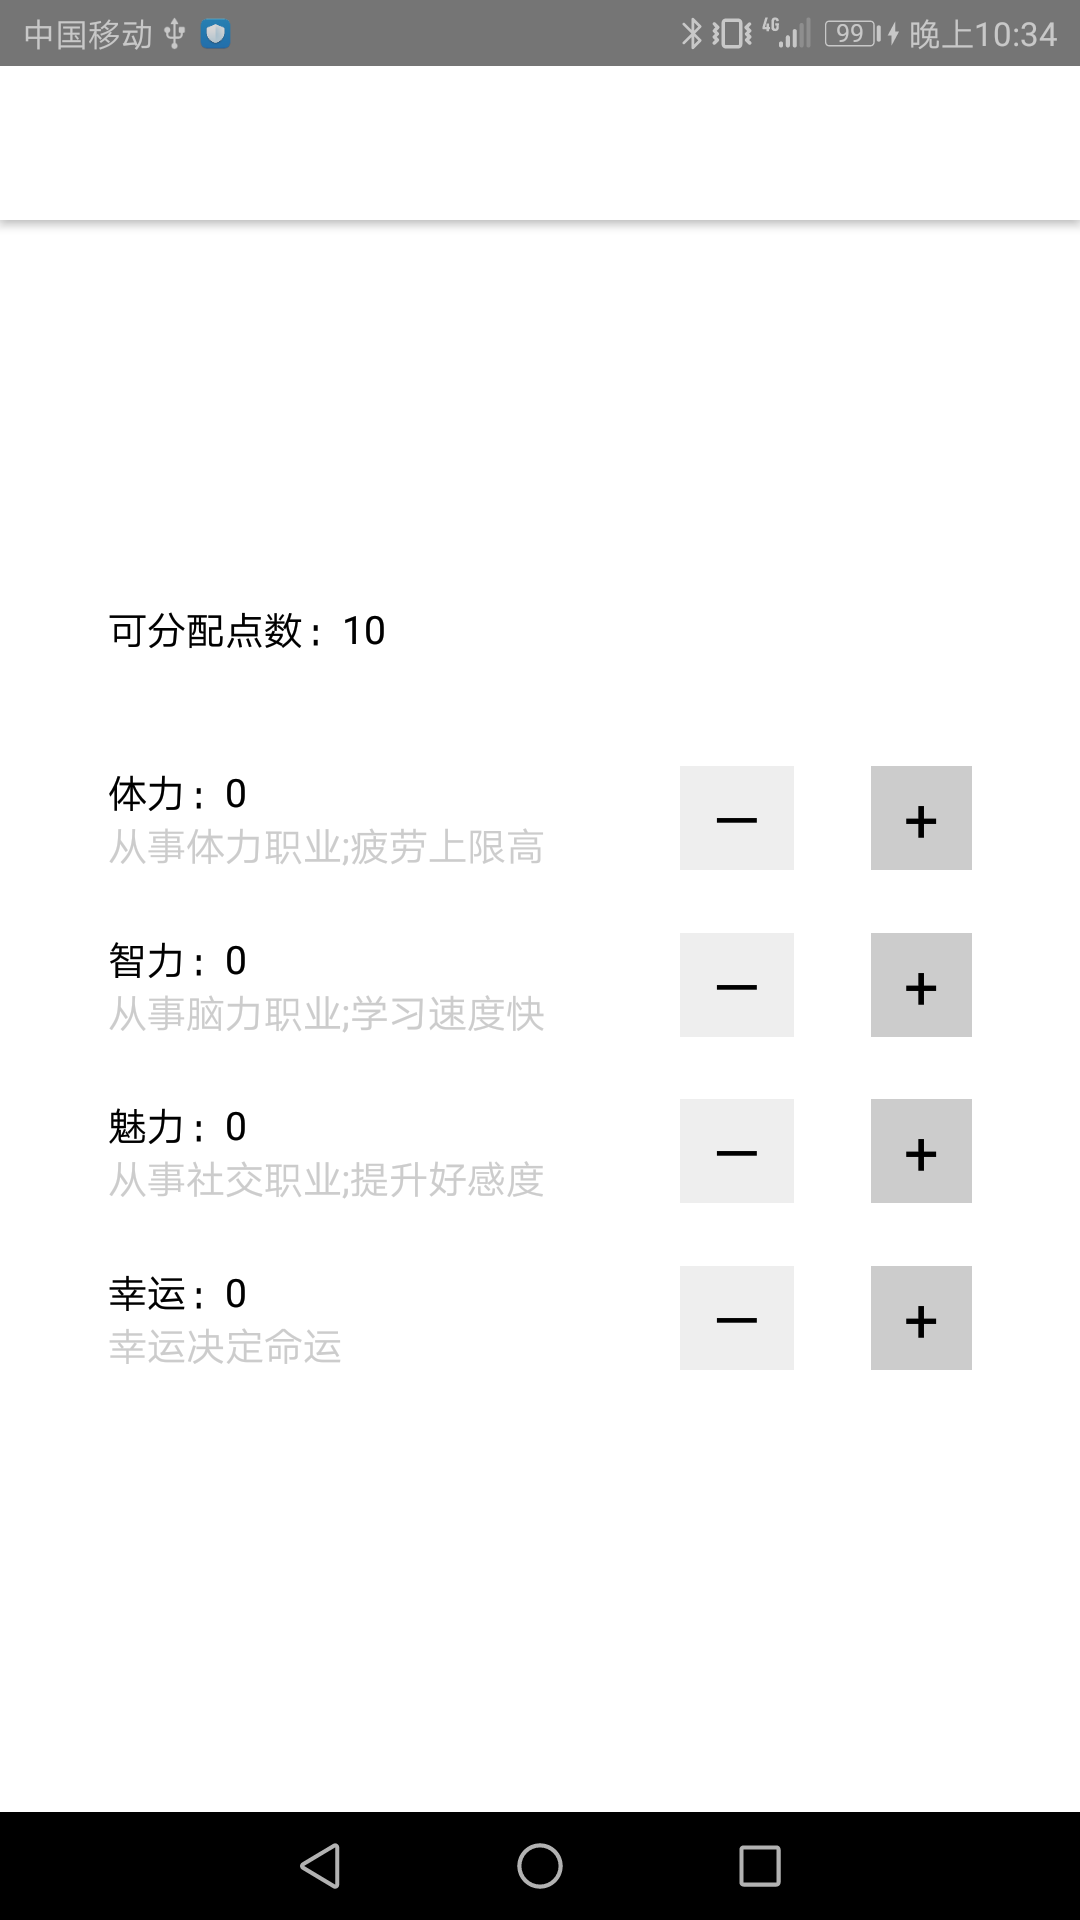 中国移动 4G 99 晚上10:34
可分配点数：10
体力：0
从事体力职业;疲劳上限高
— +
智力：0
从事脑力职业;学习速度快
— +
魅力：0
从事社交职业;提升好感度
— +
幸运：0
幸运决定命运
— +